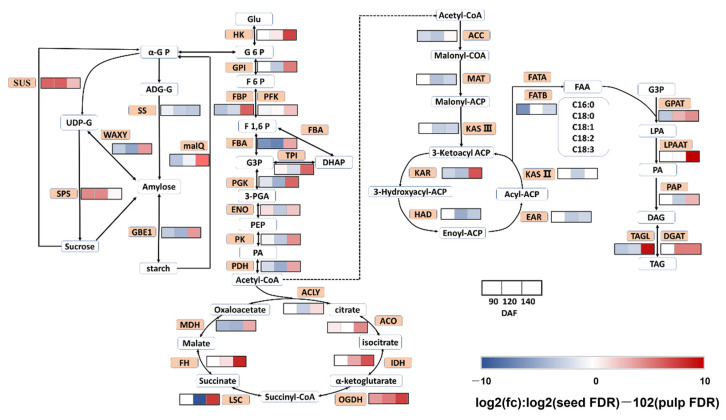 Glu
HK
α-G P
G 6 P
GPI
SUS
ADG-G
F 6 P
SS
FBP
PFK
UDP-G
WAXY
F 1,6 P
malQ
FBA
FBA
TPI
G3P
DHAP
SPS
Amylose
PGK
3-PGA
ENO
PEP
GBE1
PK
Sucrose
PA
starch
PDH
Acetyl-CoA
ACLY
Oxaloacetate
citrate
MDH
ACO
Malate
isocitrate
FH
IDH
Succinate
α-ketoglutarate
LSC
Succinyl-CoA
OGDH
Acetyl-CoA
ACC
Malonyl-COA
MAT
Malonyl-ACP
KAS III
3-Ketoacyl ACP
KAR
KAS II
3-Hydroxyacyl-ACP
Acyl-ACP
HAD
EAR
Enoyl-ACP
FATA
FATB
FAA
C16:0
C18:0
C18:1
C18:2
C18:3
G3P
GPAT
LPA
LPAAT
PA
PAP
DAG
TAGL
DGAT
TAG
90 120 140
DAF
－10
0
10
log2(fc):log2(seed FDR)－102(pulp FDR)